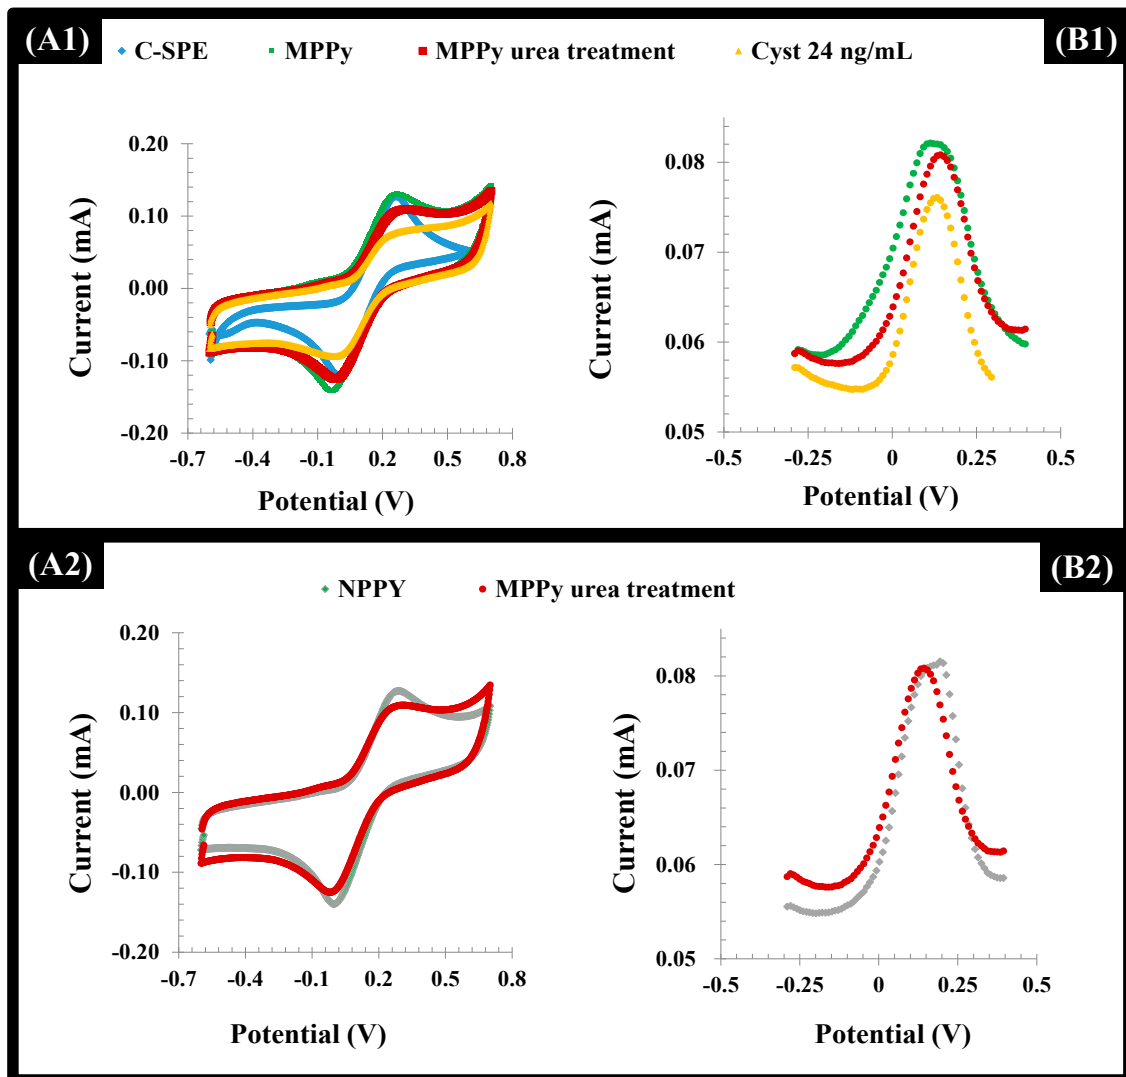 (A1)
C-SPE MPPy MPPy urea treatment Cyst 24 ng/mL
(B1)
0.20
0.10
0.00
-0.10
-0.20
-0.7 -0.4 -0.1 0.2 0.5 0.8
Current (mA)
Potential (V)
0.08
0.07
0.06
0.05
-0.5 -0.25 0 0.25 0.5
Current (mA)
Potential (V)
(A2)
NPPY MPPy urea treatment
(B2)
0.20
0.10
0.00
-0.10
-0.20
-0.7 -0.4 -0.1 0.2 0.5 0.8
Current (mA)
Potential (V)
0.08
0.07
0.06
0.05
-0.5 -0.25 0 0.25 0.5
Current (mA)
Potential (V)